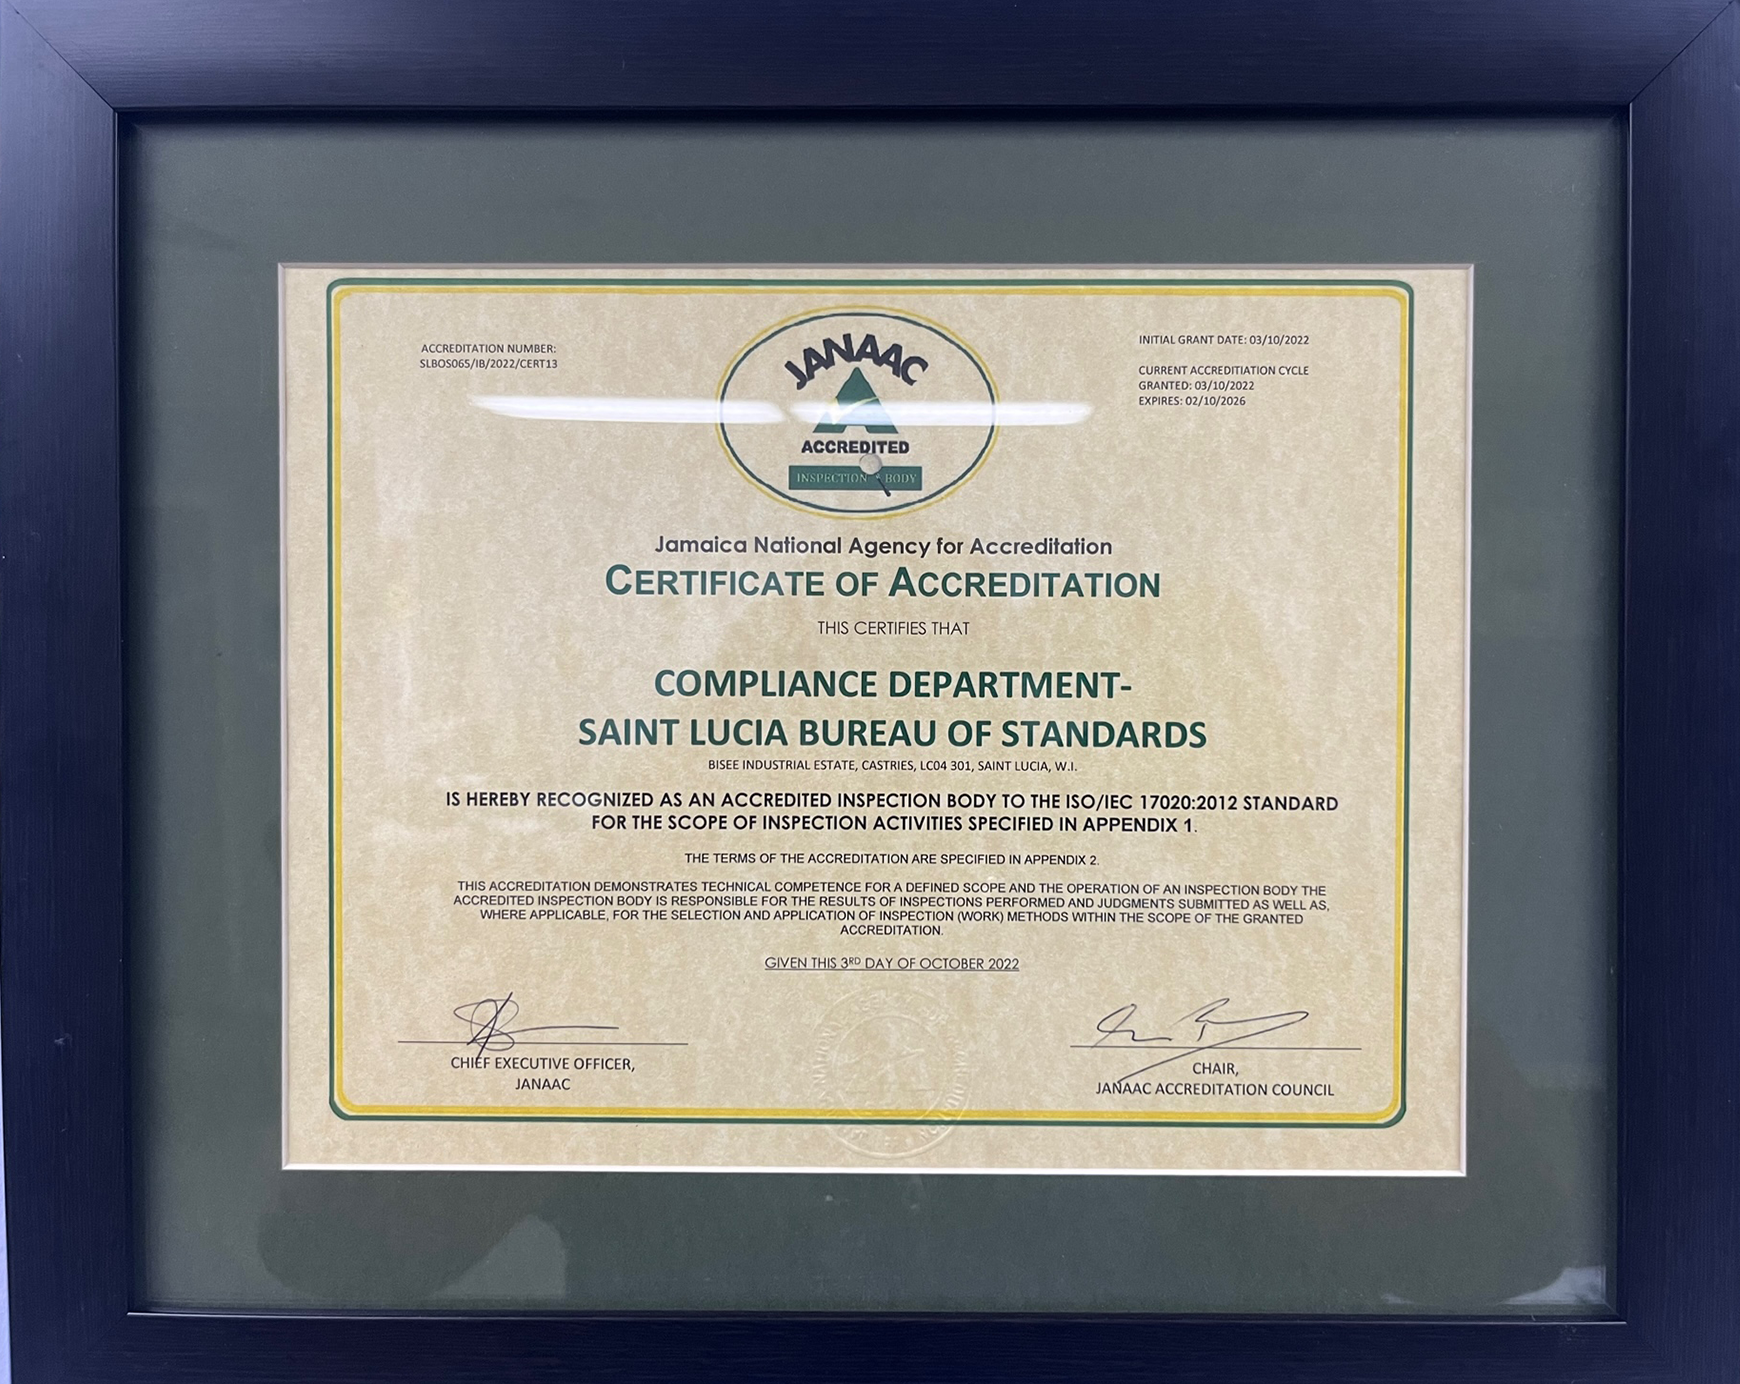 ACCREDITATION NUMBER:
SLBOS065/IB/2022/CERT13
JANAAC
ACCREDITED
INSPECTION BODY
INITIAL GRANT DATE: 03/10/2022
CURRENT ACCREDITIATION CYCLE
GRANTED: 03/10/2022
EXPIRES: 02/10/2026
Jamaica National Agency for Accreditation
CERTIFICATE OF ACCREDITATION
THIS CERTIFIES THAT
COMPLIANCE DEPARTMENT-
SAINT LUCIA BUREAU OF STANDARDS
BISEE INDUSTRIAL ESTATE, CASTRIES, LC04 301, SAINT LUCIA, W.I.
IS HEREBY RECOGNIZED AS AN ACCREDITED INSPECTION BODY TO THE ISO/IEC 17020:2012 STANDARD
FOR THE SCOPE OF INSPECTION ACTIVITIES SPECIFIED IN APPENDIX 1.
THE TERMS OF THE ACCREDITATION ARE SPECIFIED IN APPENDIX 2.
THIS ACCREDITATION DEMONSTRATES TECHNICAL COMPETENCE FOR A DEFINED SCOPE AND THE OPERATION OF AN INSPECTION BODY THE
ACCREDITED INSPECTION BODY IS RESPONSIBLE FOR THE RESULTS OF INSPECTIONS PERFORMED AND JUDGMENTS SUBMITTED AS WELL AS,
WHERE APPLICABLE, FOR THE SELECTION AND APPLICATION OF INSPECTION (WORK) METHODS WITHIN THE SCOPE OF THE GRANTED
ACCREDITATION.
GIVEN THIS 3RD DAY OF OCTOBER 2022
CHIEF EXECUTIVE OFFICER,
JANAAC
CHAIR,
JANAAC ACCREDITATION COUNCIL